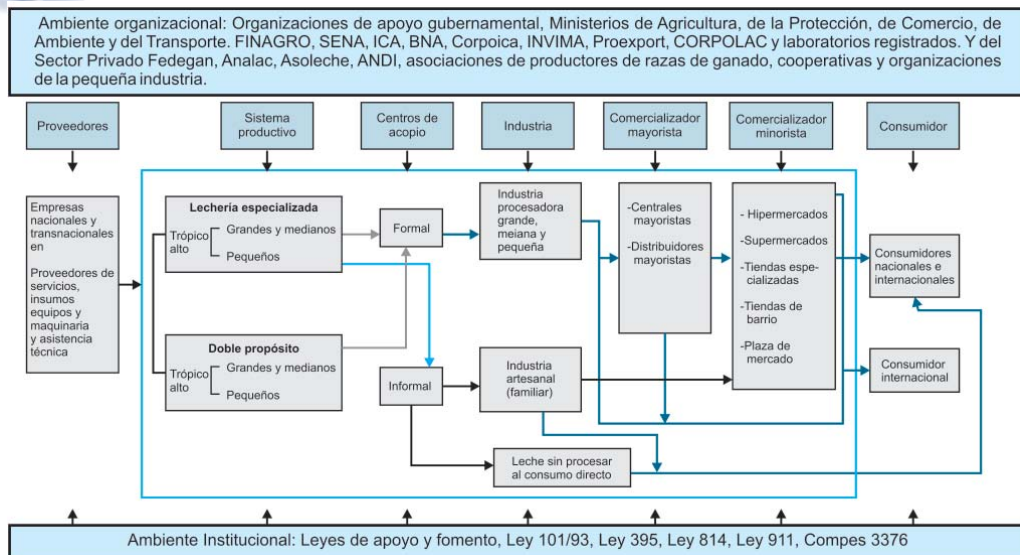 Ambiente organizacional: Organizaciones de apoyo gubernamental, Ministerios de Agricultura, de la Protección, de Comercio, de
Ambiente y del Transporte. FINAGRO, SENA, ICA, BNA, Corpoica, INVIMA, Proexport, CORPOLAC y laboratorios registrados. Y del
Sector Privado Fedegan, Analac, Asoleche, ANDI, asociaciones de productores de razas de ganado, cooperativas y organizaciones
de la pequeña industria.
Proveedores
Sistema
productivo
Centros de
acopio
Industria
Comercializador
mayorista
Comercializador
minorista
Consumidor
Empresas
nacionales y
transnacionales
en
Proveedores de
servicios, insumos
equipos y
maquinaria
y asistencia
técnica
Lechería especializada
Trópico
alto
Grandes y medianos
Pequeños
Doble propósito
Trópico
alto
Grandes y medianos
Pequeños
Formal
Informal
Industria
procesadora
grande,
meiana y
pequeña
Industria
artesanal
(familiar)
Leche sin procesar
al consumo directo
-Centrales
mayoristas
-Distribuidores
mayoristas
- Hipermercados
-Supermercados
-Tiendas espe-
cializadas
-Tiendas de
barrio
-Plaza de
mercado
Consumidores
nacionales e
internacionales
Consumidor
internacional
Ambiente Institucional: Leyes de apoyo y fomento, Ley 101/93, Ley 395, Ley 814, Ley 911, Compes 3376